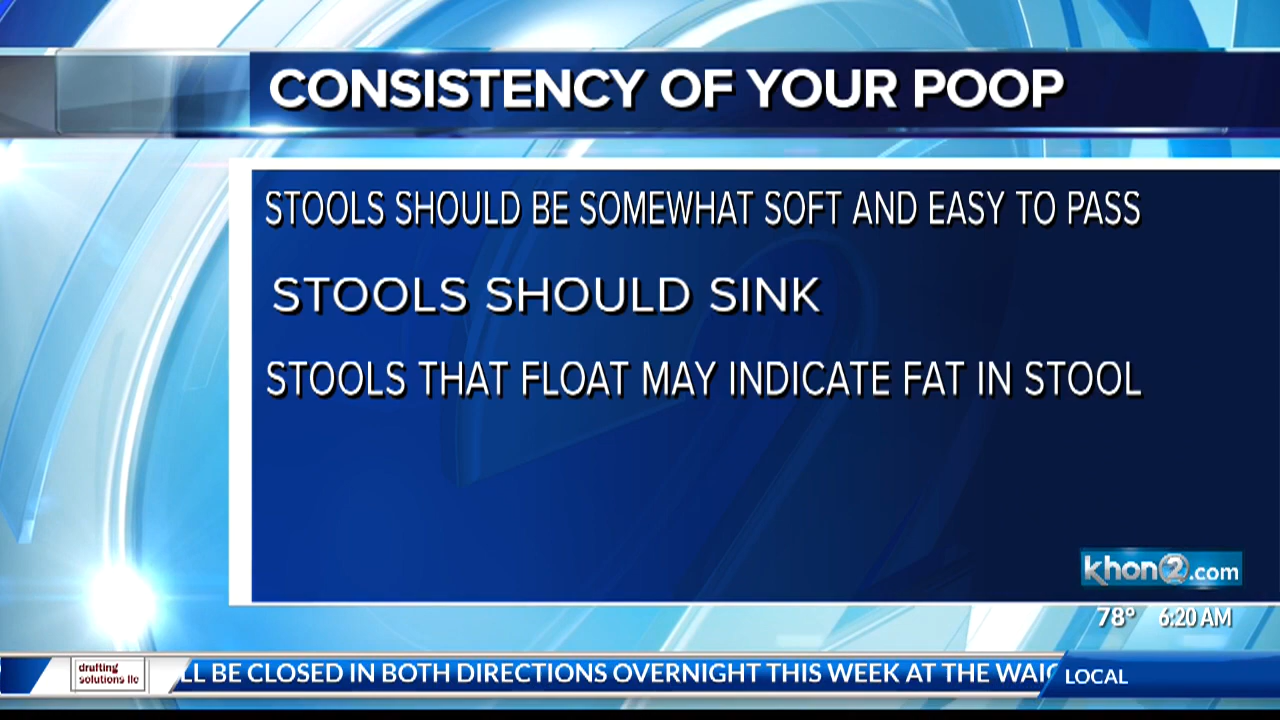 CONSISTENCY OF YOUR POOP
STOOLS SHOULD BE SOMEWHAT SOFT AND EASY TO PASS
STOOLS SHOULD SINK
STOOLS THAT FLOAT MAY INDICATE FAT IN STOOL
khon2.com
78° 6:20 AM
drufting
solutions llc
LL BE CLOSED IN BOTH DIRECTIONS OVERNIGHT THIS WEEK AT THE WAI
LOCAL